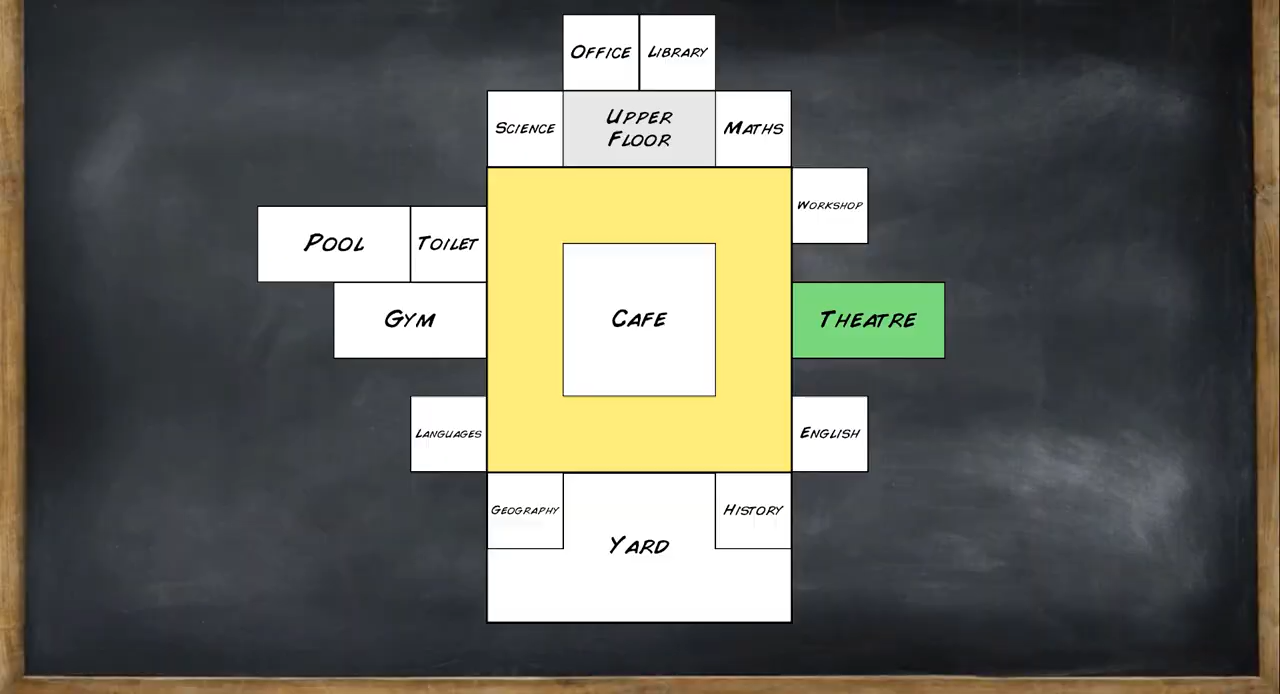 OFFICE
LIBRARY
SCIENCE
UPPER
FLOOR
MATHS
WORKSHOP
POOL
TOILET
GYM
CAFE
THEATRE
LANGUAGES
ENGLISH
GEOGRAPHY
HISTORY
YARD